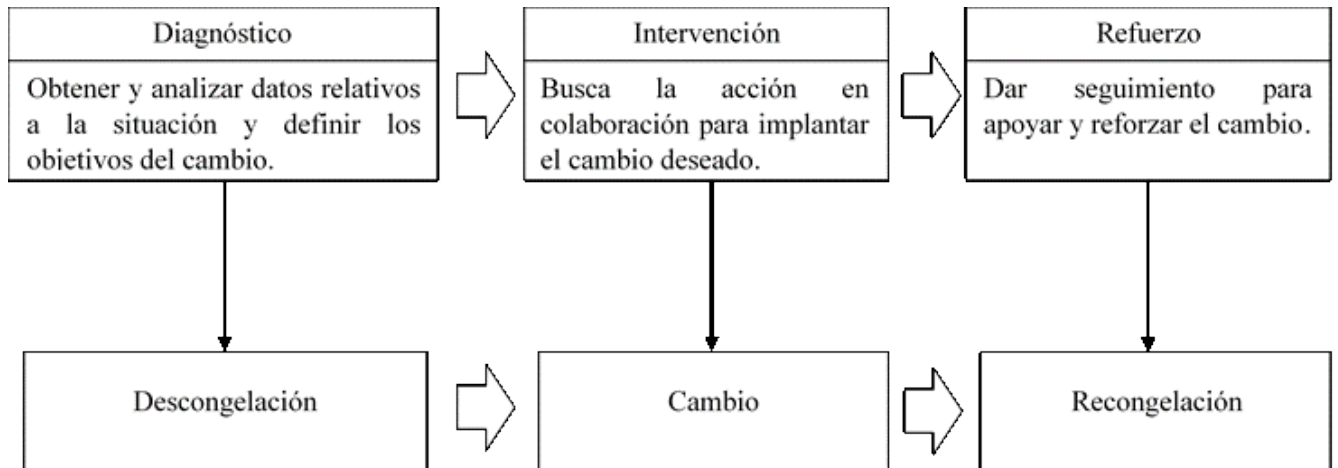 Diagnóstico
Obtener y analizar datos relativos
a la situación y definir los
objetivos del cambio.
Intervención
Busca la acción en
colaboración para implantar
el cambio deseado.
Refuerzo
Dar seguimiento para
apoyar y reforzar el cambio.
Descongelación
Cambio
Recongelación